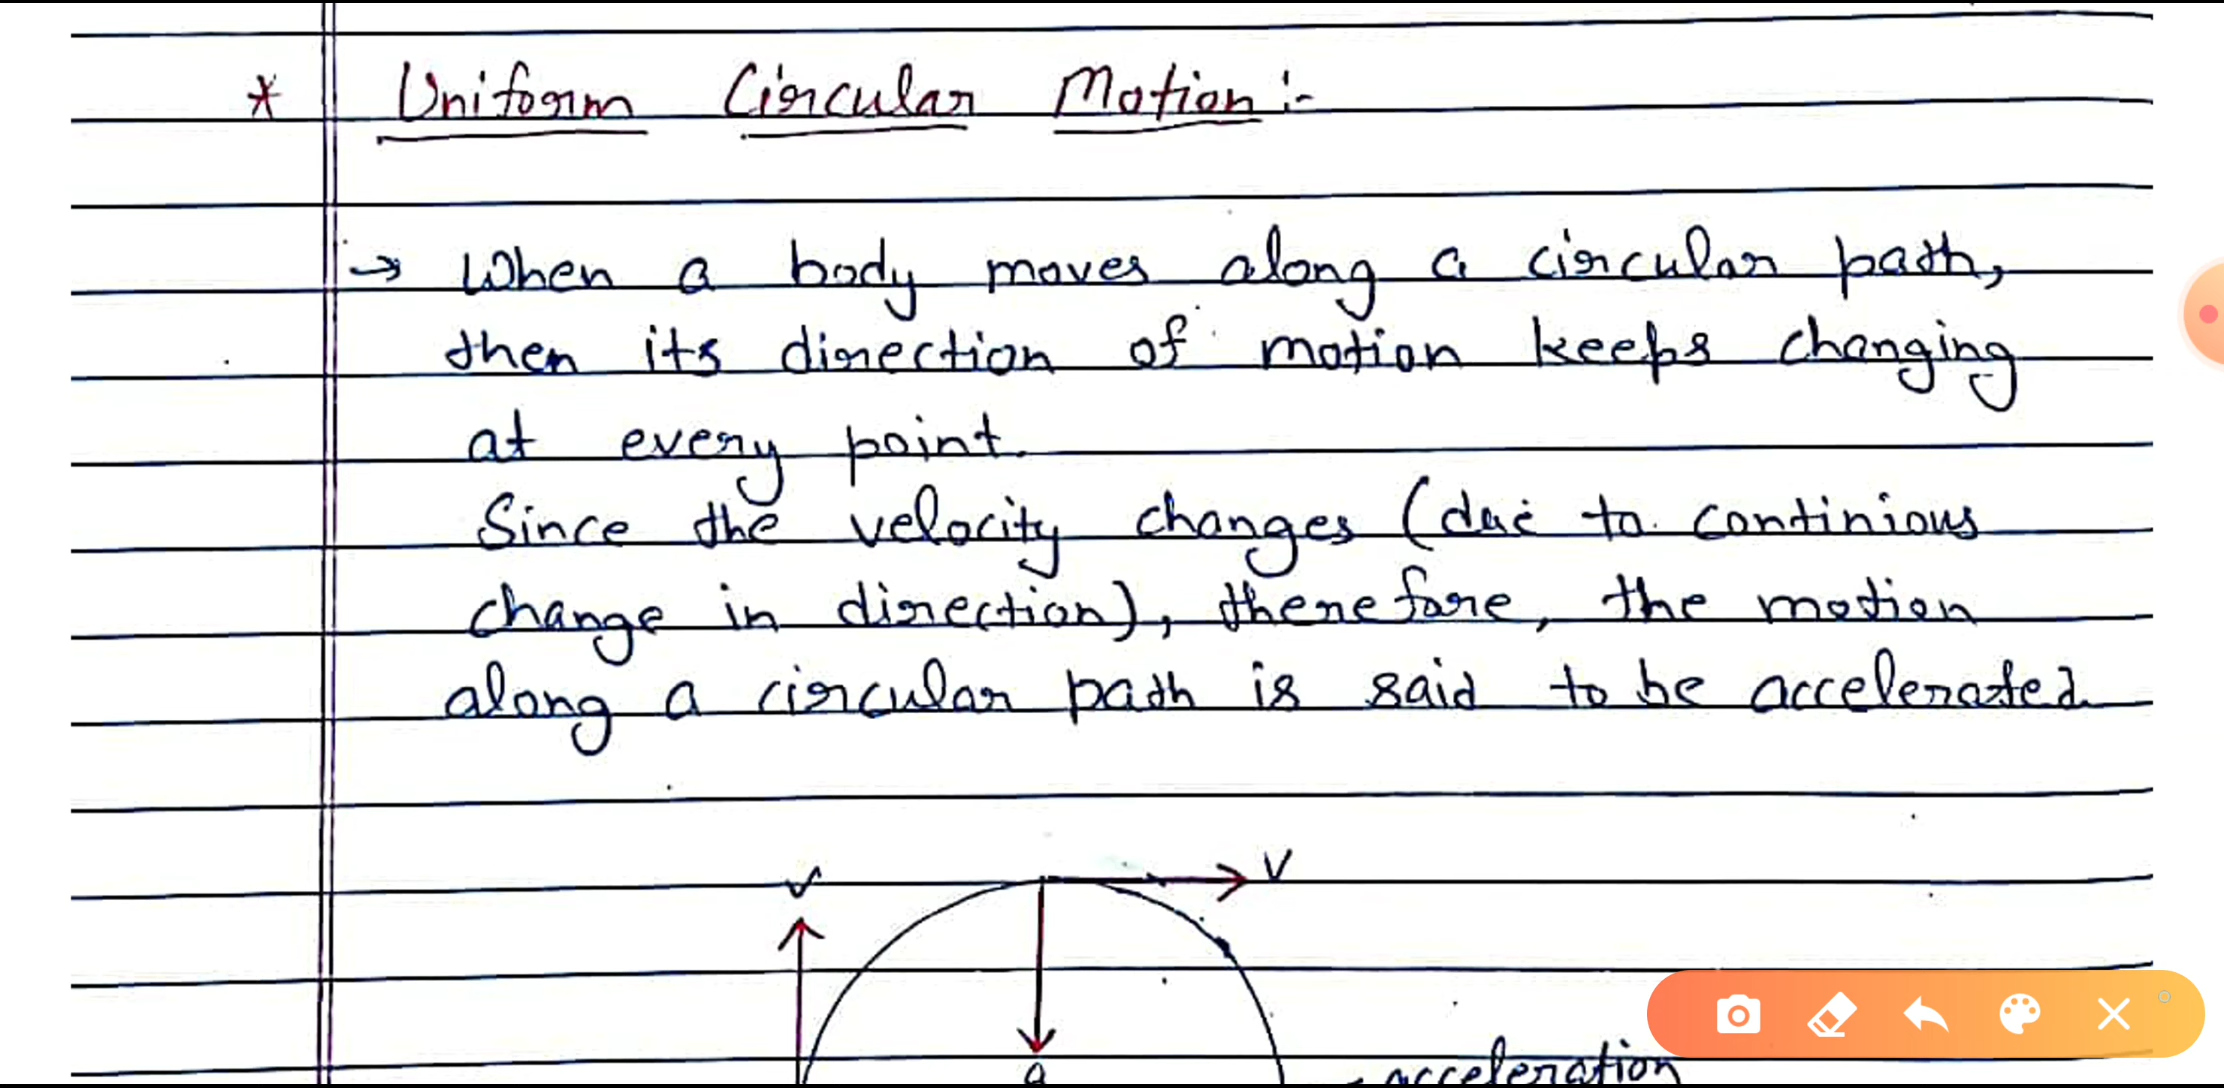 * Uniform Circular Motion :-
→ When a body moves along a circular path,
then its direction of motion keeps changing
at every point.
Since the velocity changes (due to continious
change in direction), therefore, the motion
along a circular path is said to be accelerated.
v
V
a
acceleration